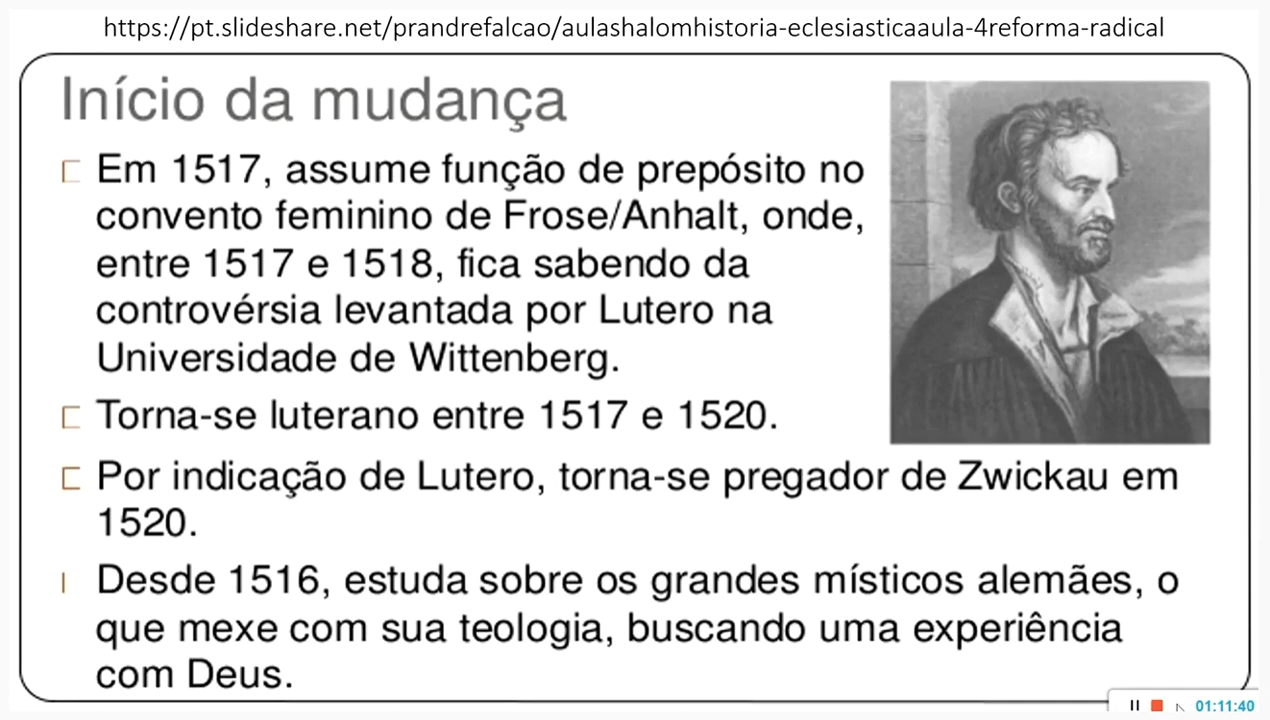 https://pt.slideshare.net/prandrefalcao/aulashalomhistoria-eclesiasticaaula-4reforma-radical
Início da mudança
Em 1517, assume função de prepósito no
convento feminino de Frose/Anhalt, onde,
entre 1517 e 1518, fica sabendo da
controvérsia levantada por Lutero na
Universidade de Wittenberg.
Torna-se luterano entre 1517 e 1520.
Por indicação de Lutero, torna-se pregador de Zwickau em
1520.
Desde 1516, estuda sobre os grandes místicos alemães, o
que mexe com sua teologia, buscando uma experiência
com Deus.
01:11:40